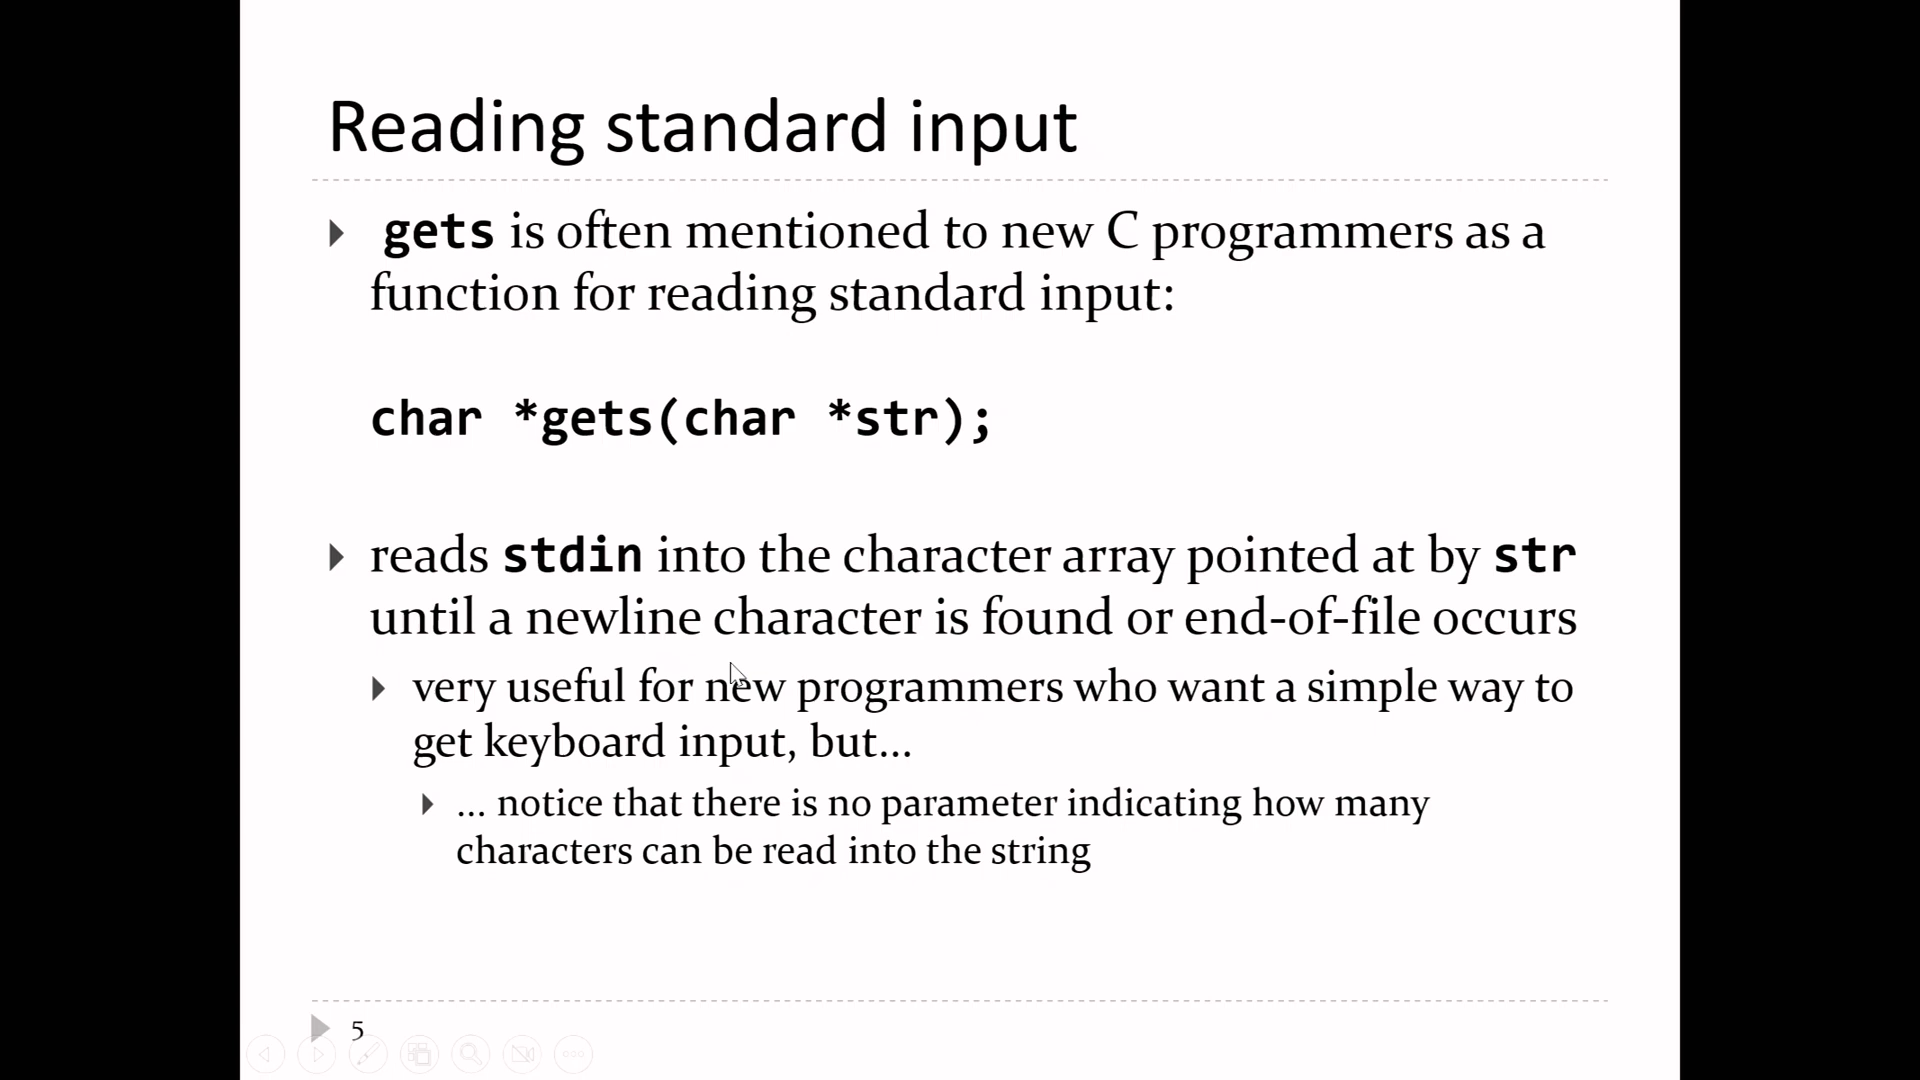 Reading standard input
gets is often mentioned to new C programmers as a
function for reading standard input:
char *gets(char *str);
reads stdin into the character array pointed at by str
until a newline character is found or end-of-file occurs
very useful for new programmers who want a simple way to
get keyboard input, but...
... notice that there is no parameter indicating how many
characters can be read into the string
5